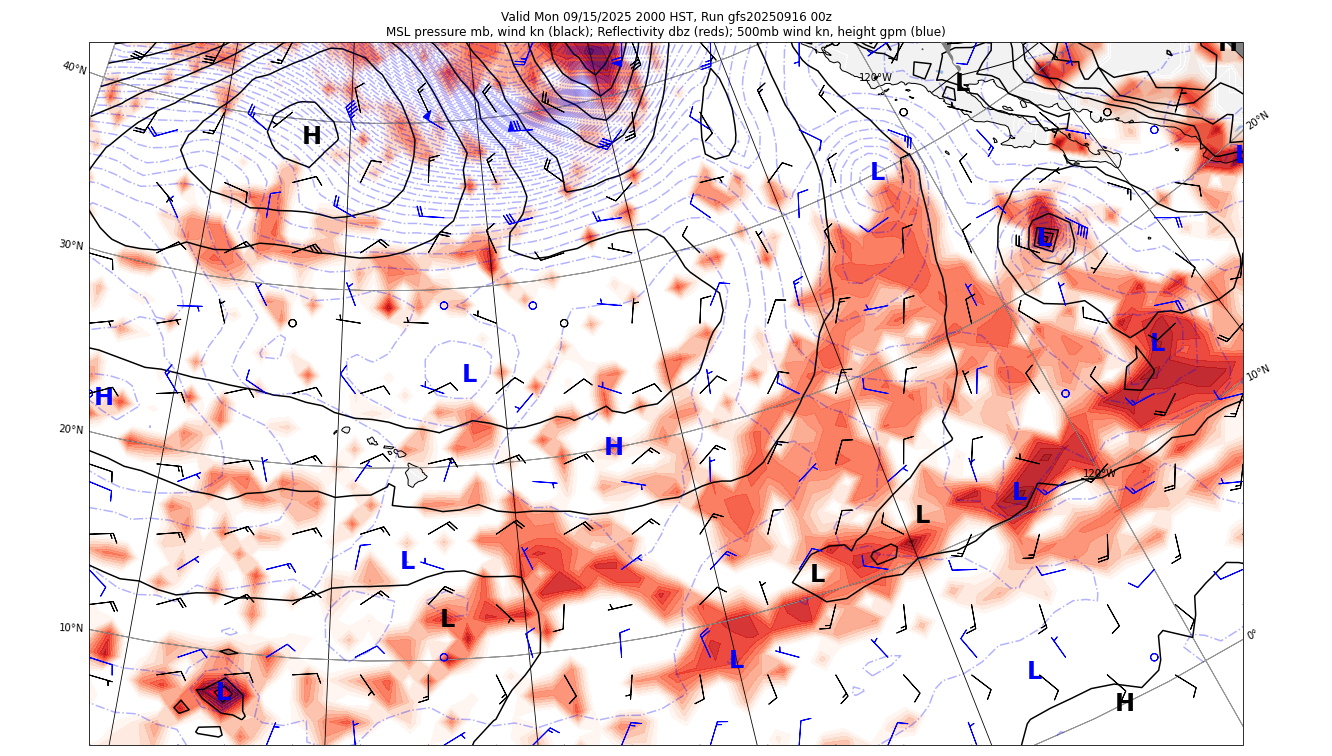 Valid Mon 09/15/2025 2000 HST, Run gfs20250916 00z
MSL pressure mb, wind kn (black); Reflectivity dbz (reds); 500mb wind kn, height gpm (blue)
H
40°N
120°W
L
20°N
H
L
L
L
30°N
L
L
10°N
H
20°N
H
120°W
L
L
L
L
L
10°N
0°
L
L
L
H